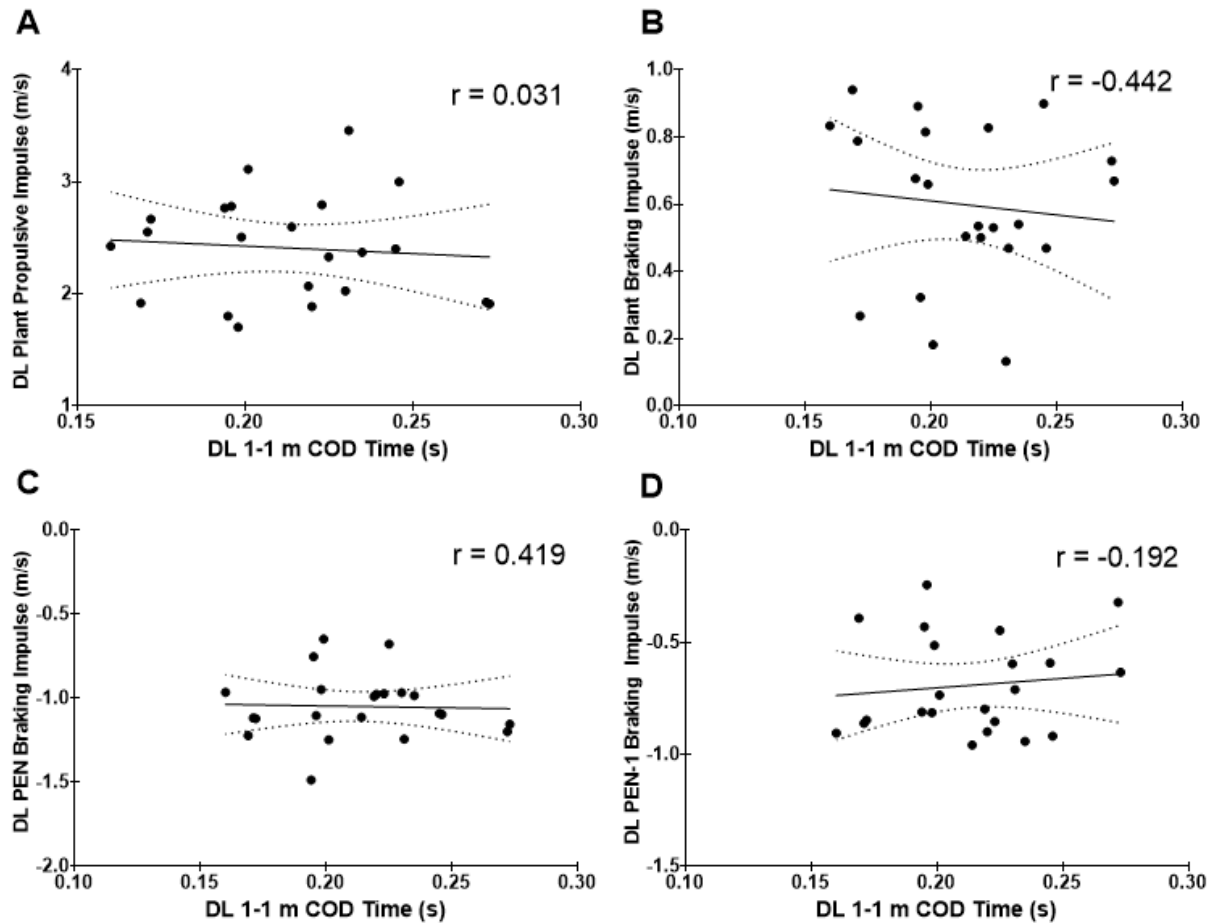 A
DL Plant Propulsive Impulse (m/s)
r = 0.031
4
3
2
1
0.15 0.20 0.25 0.30
DL 1-1 m COD Time (s)
B
DL Plant Braking Impulse (m/s)
r = -0.442
1.0
0.8
0.6
0.4
0.2
0.0
0.10 0.15 0.20 0.25 0.30
DL 1-1 m COD Time (s)
C
DL PEN Braking Impulse (m/s)
r = 0.419
0.0
-0.5
-1.0
-1.5
-2.0
0.10 0.15 0.20 0.25 0.30
DL 1-1 m COD Time (s)
D
DL PEN-1 Braking Impulse (m/s)
r = -0.192
0.0
-0.5
-1.0
-1.5
0.10 0.15 0.20 0.25 0.30
DL 1-1 m COD Time (s)